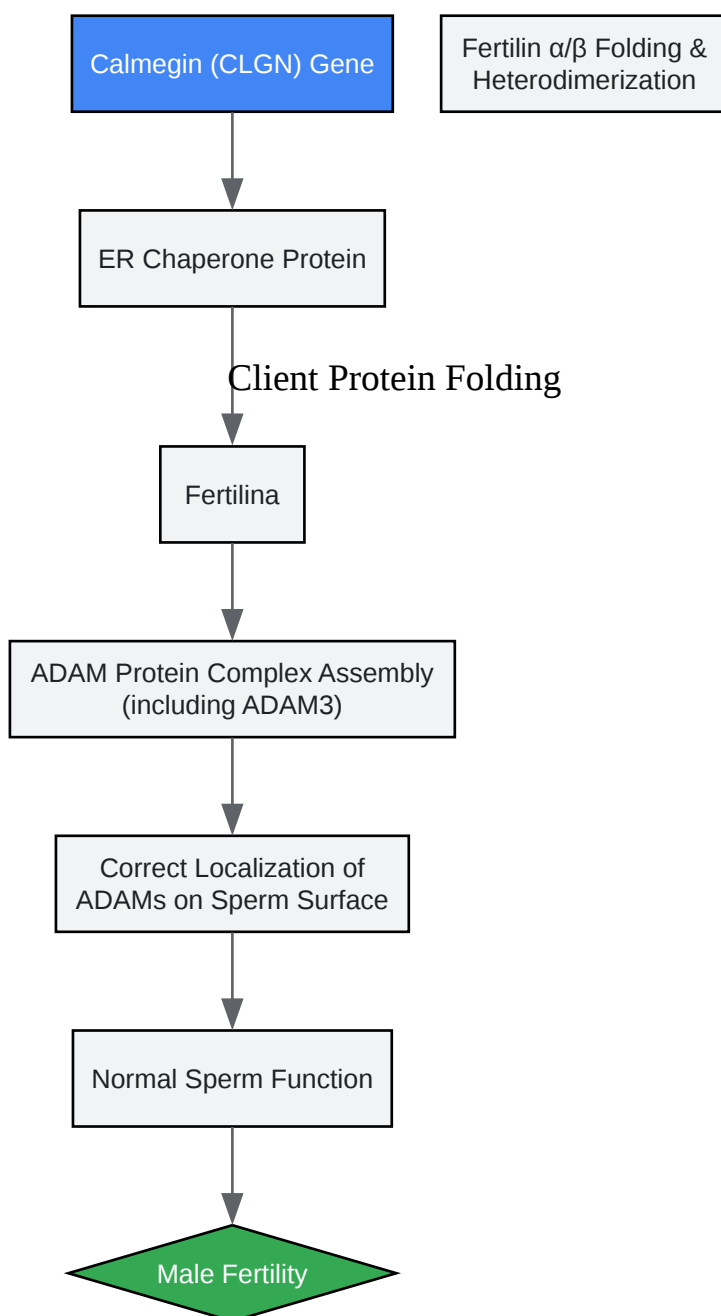 Calmegin (CLGN) Gene
Fertilin α/β Folding &
Heterodimerization
ER Chaperone Protein
Client Protein Folding
Fertilina
ADAM Protein Complex Assembly
(including ADAM3)
Correct Localization of
ADAMs on Sperm Surface
Normal Sperm Function
Male Fertility